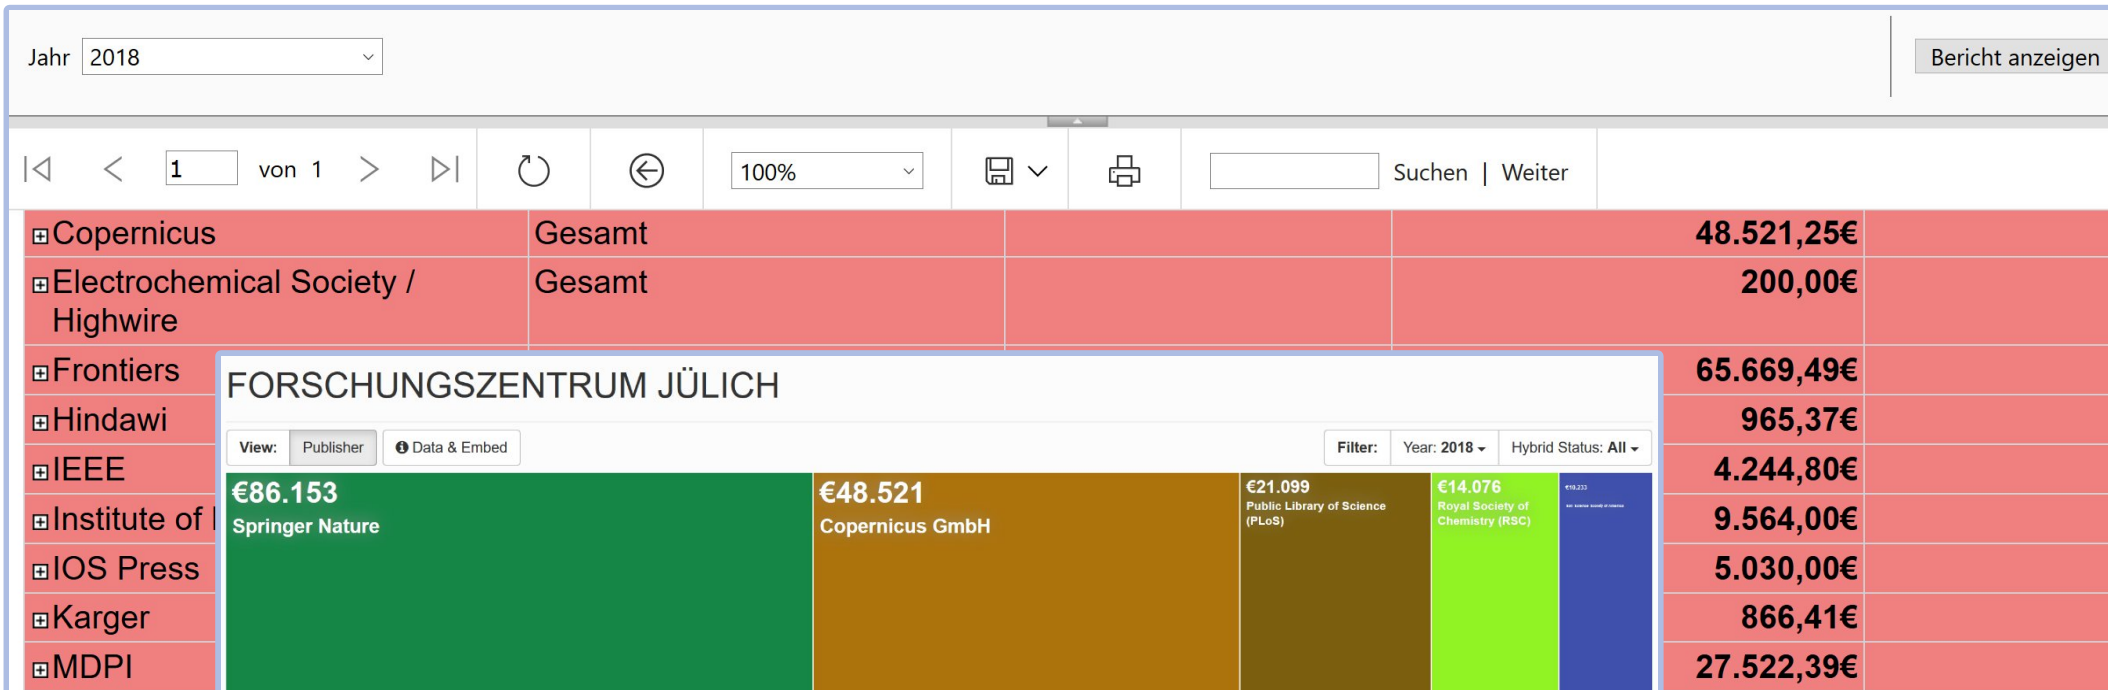 Jahr 2018 Bericht anzeigen
1 von 1 100% Suchen | Weiter
Copernicus Gesamt 48.521,25€
Electrochemical Society / Gesamt 200,00€
Highwire
Frontiers 65.669,49€
Hindawi 965,37€
IEEE 4.244,80€
Institute of 9.564,00€
IOS Press 5.030,00€
Karger 866,41€
MDPI 27.522,39€
FORSCHUNGSZENTRUM JÜLICH
View: Publisher Data & Embed Filter: Year: 2018 Hybrid Status: All
€86.153
Springer Nature
€48.521
Copernicus GmbH
€21.099
Public Library of Science
(PLoS)
€14.076
Royal Society of
Chemistry (RSC)